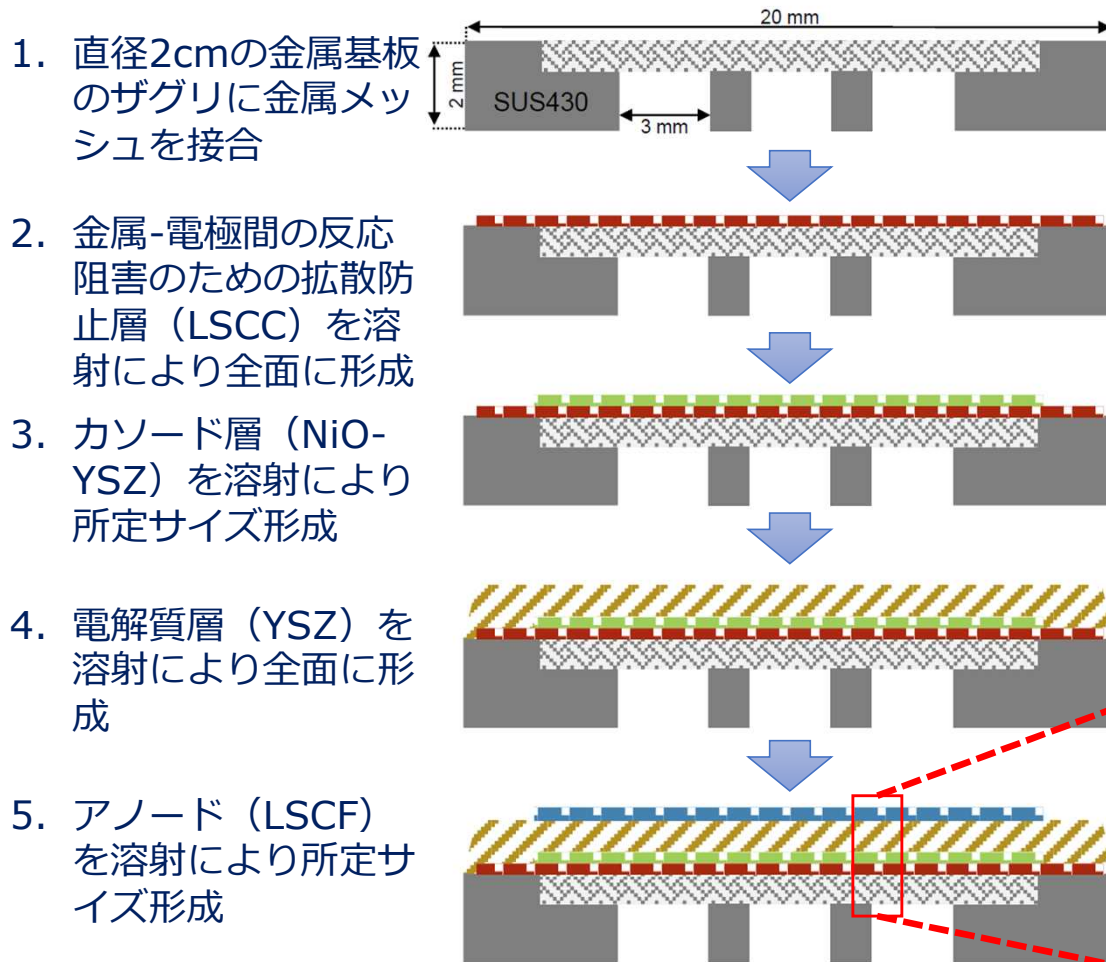 20 mm
1. 直径2cmの金属基板
のザグリに金属メッ
シュを接合
2 mm
SUS430
3 mm
2. 金属-電極間の反応
阻害のための拡散防
止層（LSCC）を溶
射により全面に形成
3. カソード層（NiO-
YSZ）を溶射により
所定サイズ形成
4. 電解質層（YSZ）を
溶射により全面に形
成
5. アノード（LSCF）
を溶射により所定サ
イズ形成